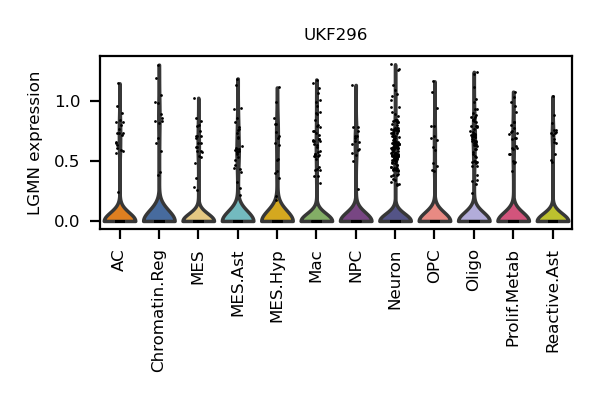 UKF296
LGMN expression
1.0
0.5
0.0
AC
Chromatin.Reg
MES
MES.Ast
MES.Hyp
Mac
NPC
Neuron
OPC
Oligo
Prolif.Metab
Reactive.Ast